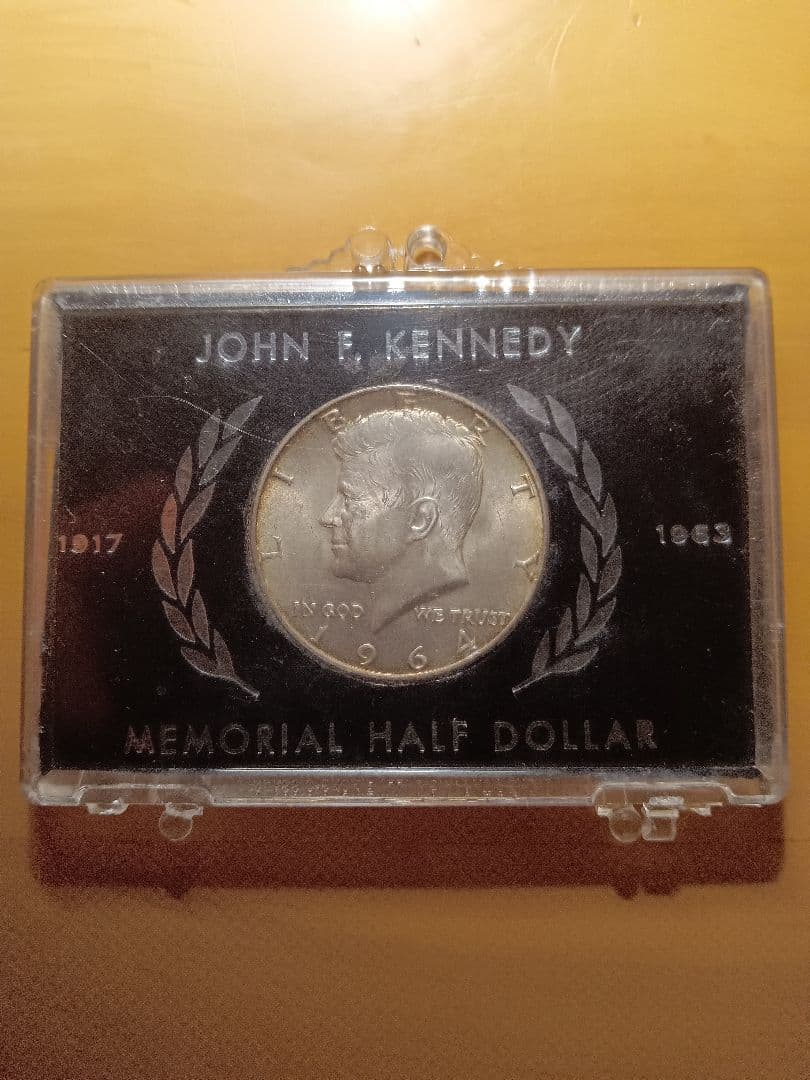 JOHN F. KENNEDY
LIBERTY
1917
1963
IN GOD WE TRUST
1964
MEMORIAL HALF DOLLAR